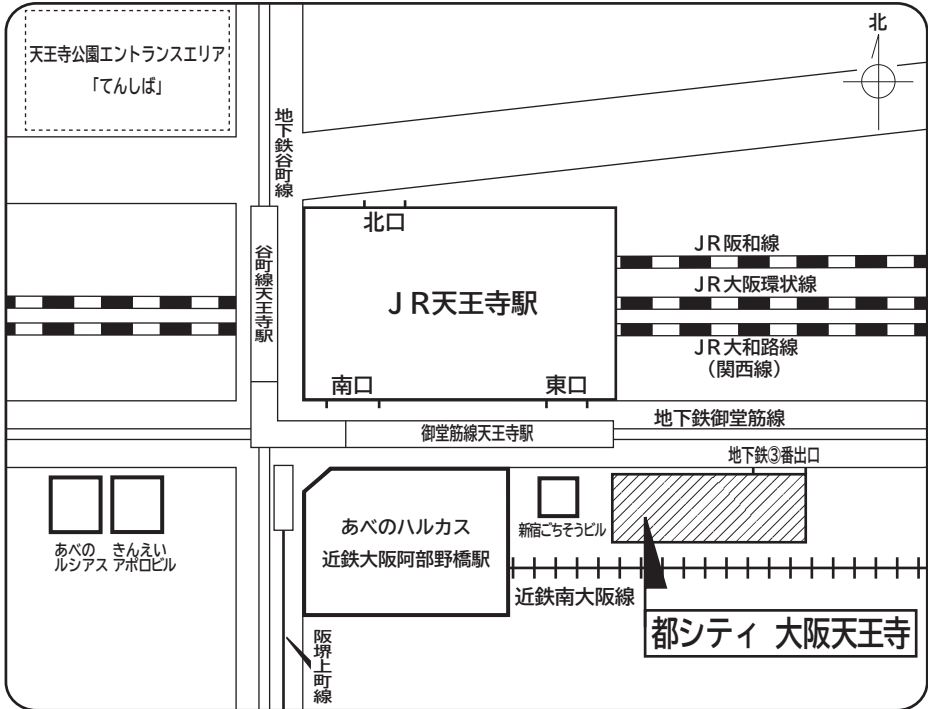 天王寺公園エントランスエリア
「てんしば」
北
地下鉄谷町線
北口
谷町線天王寺駅
JR天王寺駅
JR阪和線
JR大阪環状線
JR大和路線
(関西線)
南口
東口
地下鉄御堂筋線
御堂筋線天王寺駅
地下鉄③番出口
あべの
ルシアス
きんえい
アポロビル
あべのハルカス
近鉄大阪阿部野橋駅
新宿ごちそうビル
近鉄南大阪線
都シティ 大阪天王寺
阪堺上町線